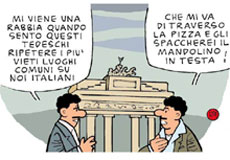 MI VIENE UNA
RABBIA QUANDO
SENTO QUESTI
TEDESCHI
RIPETERE I PIU'
VIETI LUOGHI
COMUNI SU
NOI ITALIANI
CHE MI VA
DI TRAVERSO
LA PIZZA E GLI
SPACCHEREI IL
MANDOLINO
IN TESTA !